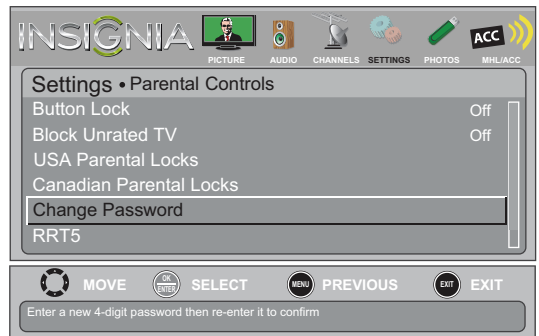 INSIGNIA
PICTURE AUDIO CHANNELS SETTINGS PHOTOS MHL/ACC
ACC
Settings • Parental Controls
Button Lock Off
Block Unrated TV Off
USA Parental Locks
Canadian Parental Locks
Change Password
RRT5
MOVE OK ENTER SELECT MENU PREVIOUS EXIT EXIT
Enter a new 4-digit password then re-enter it to confirm